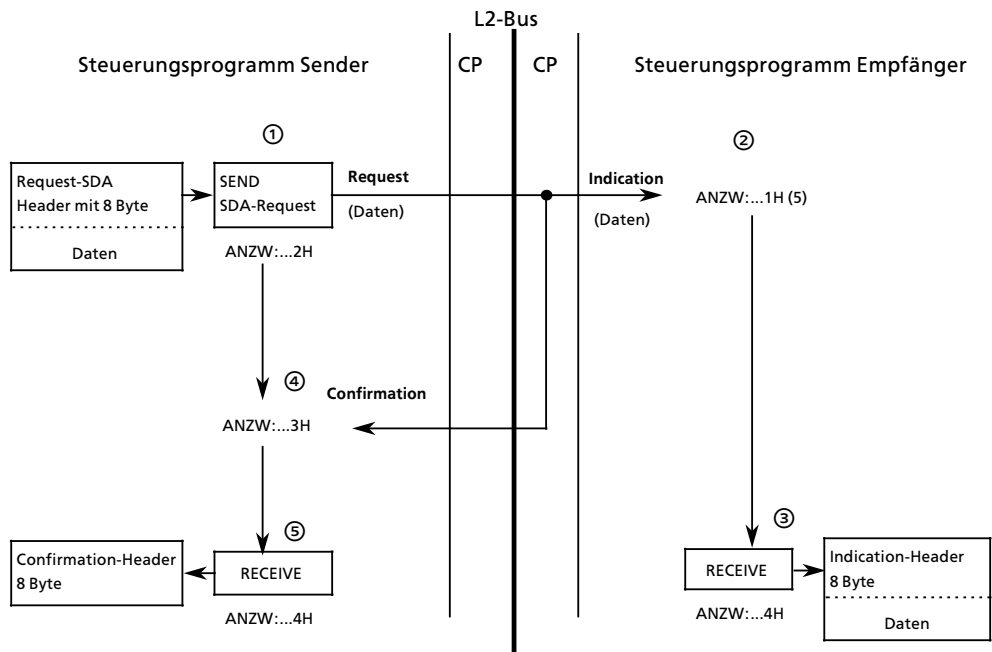 L2-Bus
Steuerungsprogramm Sender
CP
CP
Steuerungsprogramm Empfänger
①
②
Request-SDA
Header mit 8 Byte
Daten
SEND
SDA-Request
Request
(Daten)
Indication
(Daten)
ANZW:...1H (5)
ANZW:...2H
④
Confirmation
ANZW:...3H
⑤
③
Confirmation-Header
8 Byte
RECEIVE
ANZW:...4H
RECEIVE
ANZW:...4H
Indication-Header
8 Byte
Daten